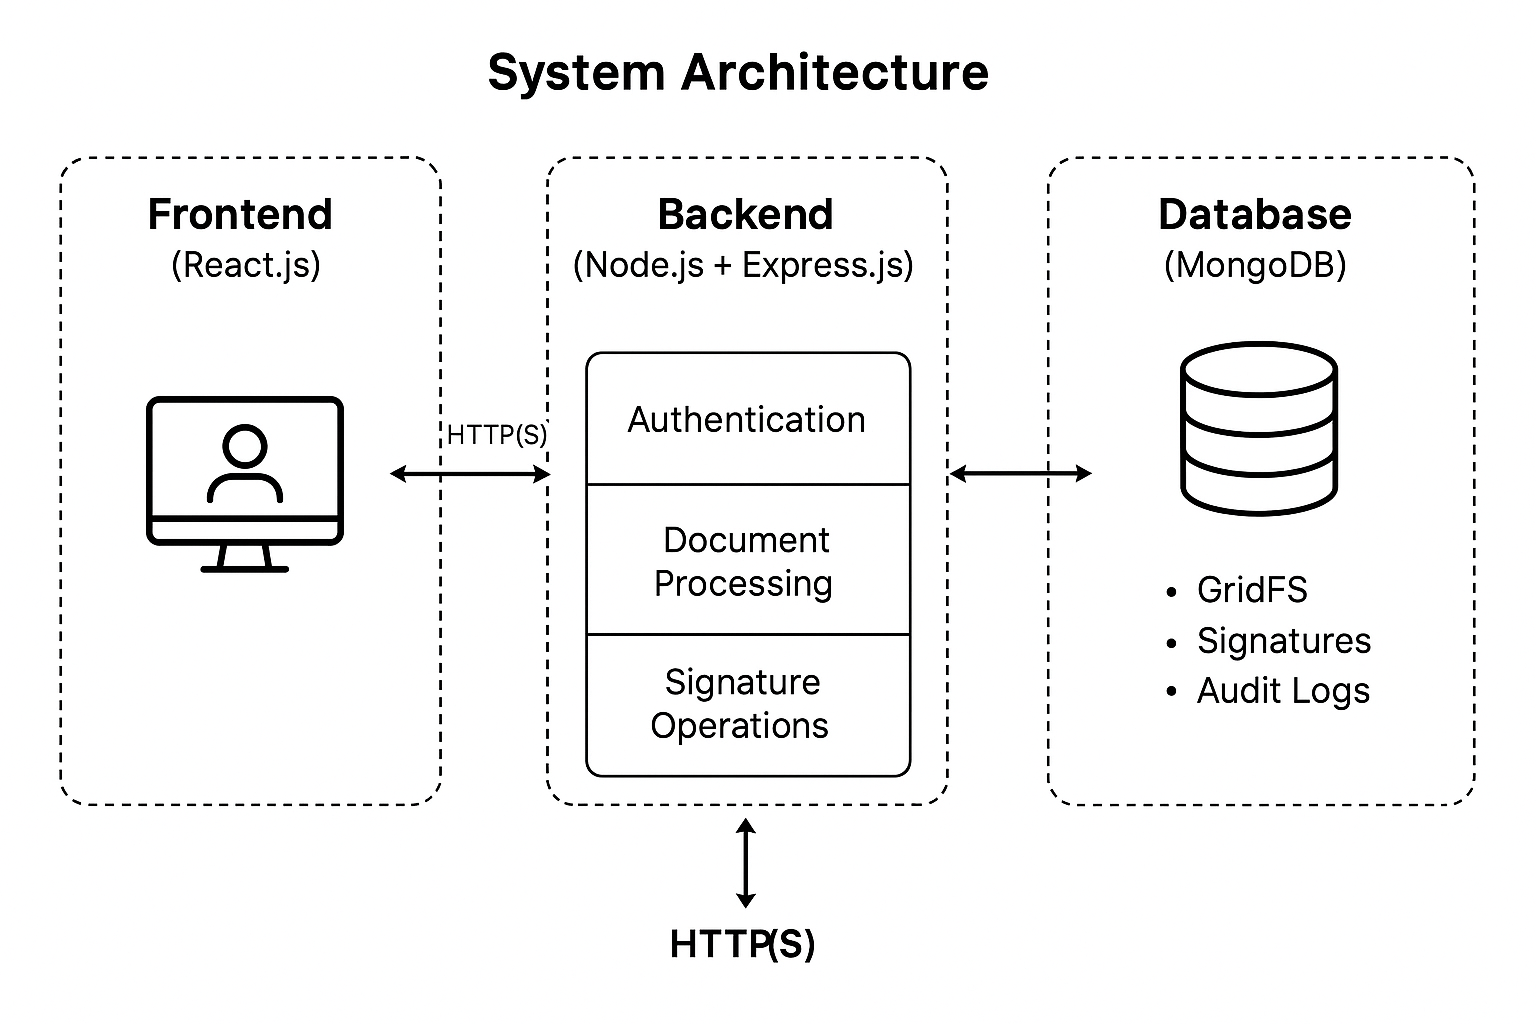 System Architecture
Frontend
(React.js)
HTTP(S)
Backend
(Node.js + Express.js)
Authentication
Document
Processing
Signature
Operations
HTTP(S)
Database
(MongoDB)
• GridFS
• Signatures
• Audit Logs